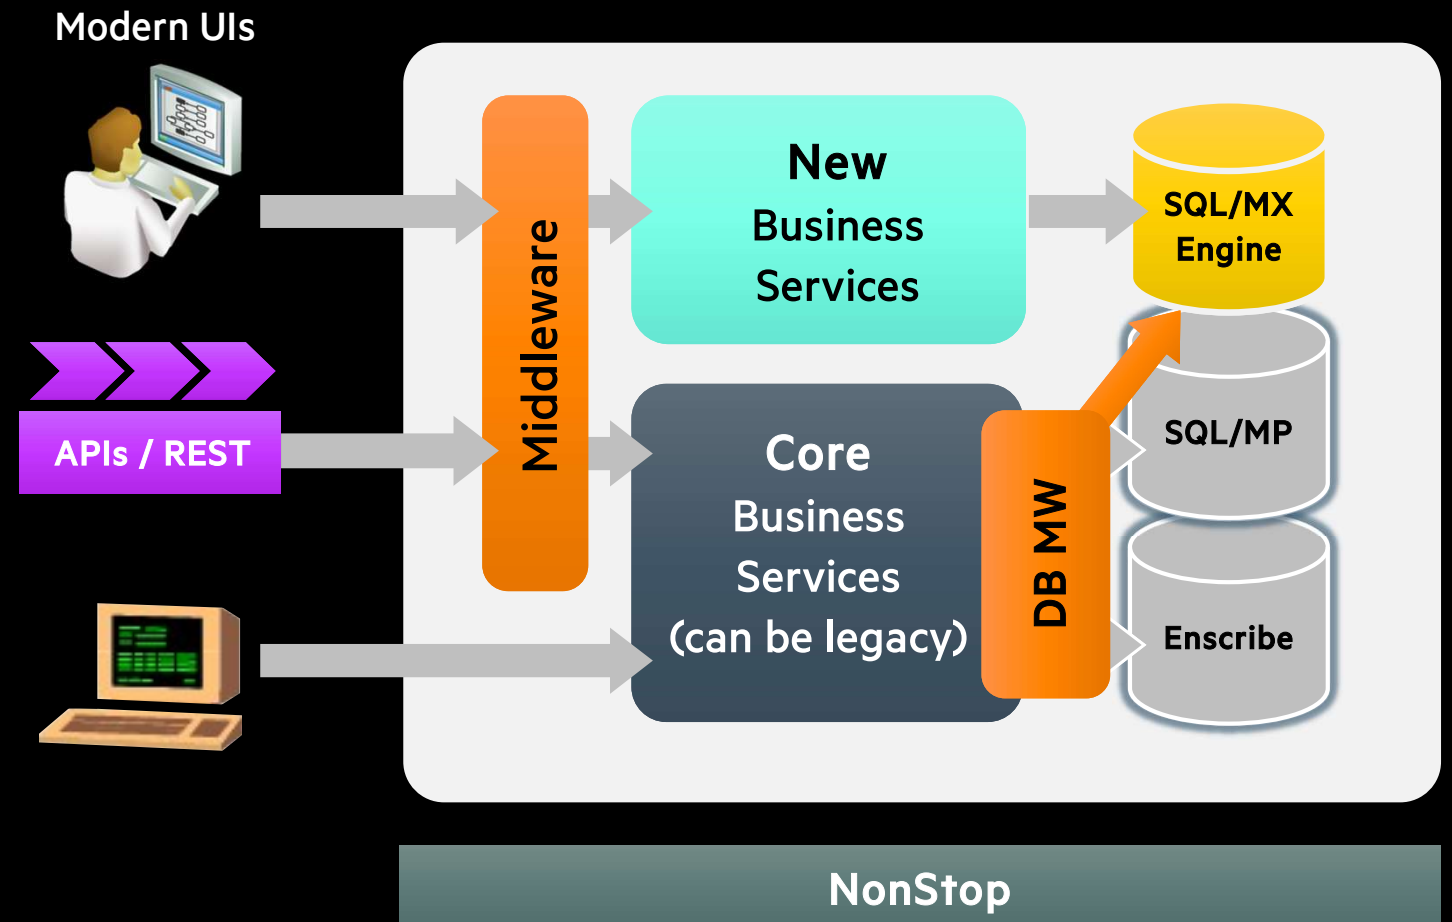 Modern UIs
New
Business
Services
SQL/MX
Engine
Middleware
APIs / REST
Core
Business
Services
(can be legacy)
DB MW
SQL/MP
Enscribe
NonStop